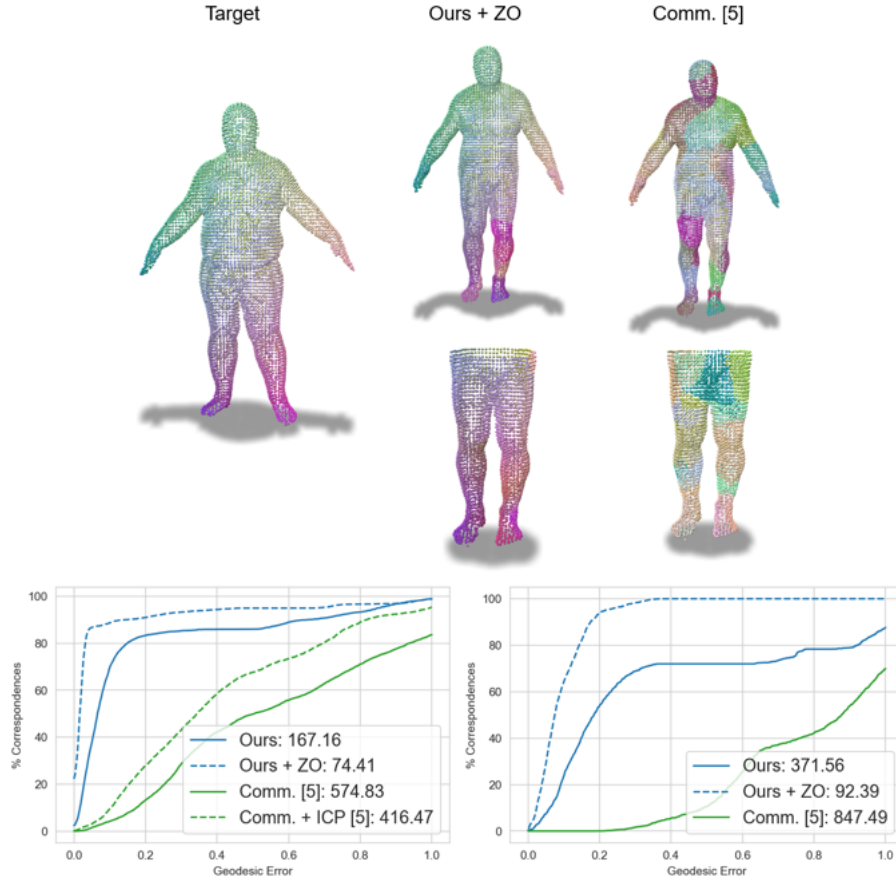 Target Ours + ZO Comm. [5]
100
80
60
40
20
0
% Correspondences
Ours: 167.16
Ours + ZO: 74.41
Comm. [5]: 574.83
Comm. + ICP [5]: 416.47
0.0 0.2 0.4 0.6 0.8 1.0
Geodesic Error
100
80
60
40
20
0
% Correspondences
Ours: 371.56
Ours + ZO: 92.39
Comm. [5]: 847.49
0.0 0.2 0.4 0.6 0.8 1.0
Geodesic Error